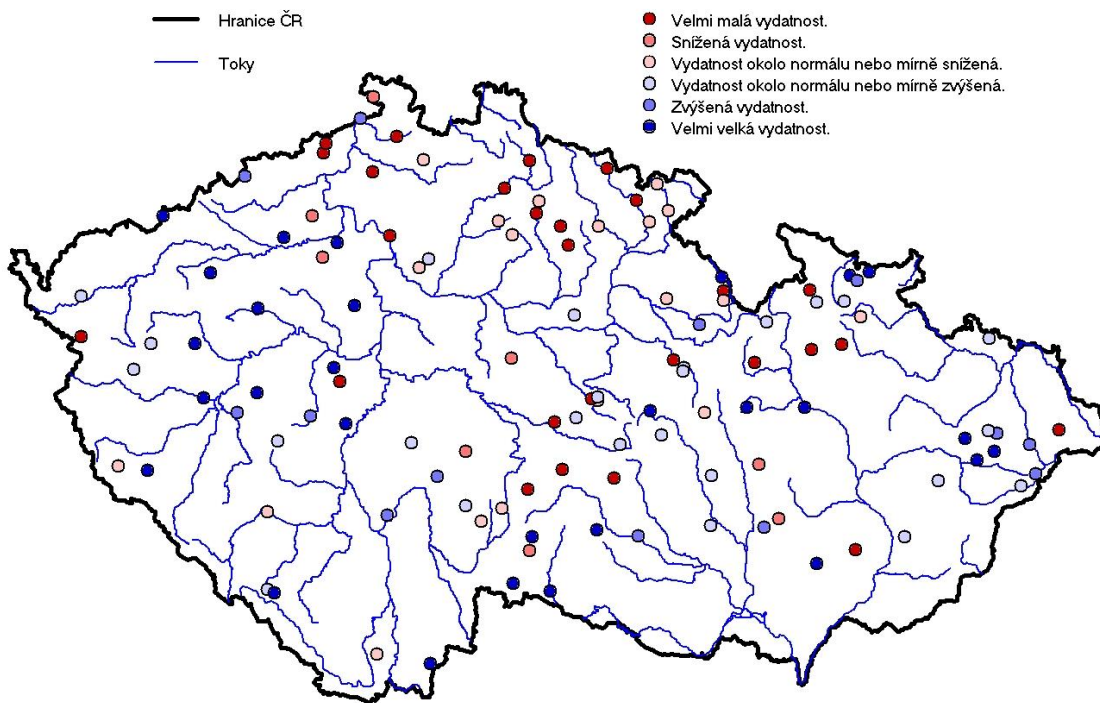 Hranice ČR
Toky
Velmi malá vydatnost.
Snížená vydatnost.
Vydatnost okolo normálu nebo mírně snížená.
Vydatnost okolo normálu nebo mírně zvýšená.
Zvýšená vydatnost.
Velmi velká vydatnost.